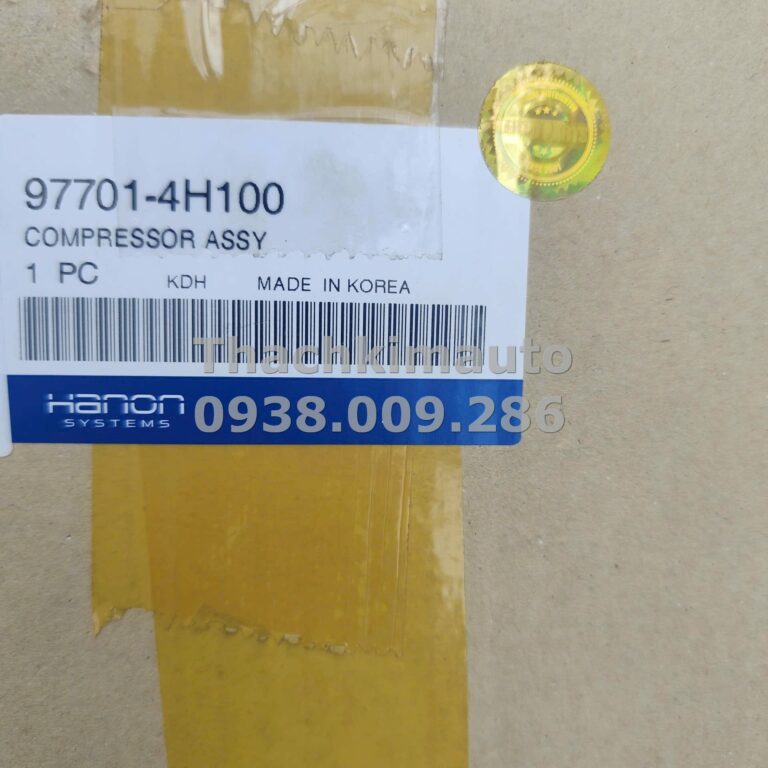 97701-4H100
COMPRESSOR ASSY
1 PC KDH MADE IN KOREA
Thachkimauto
Hanon
SYSTEMS
0938.009.286